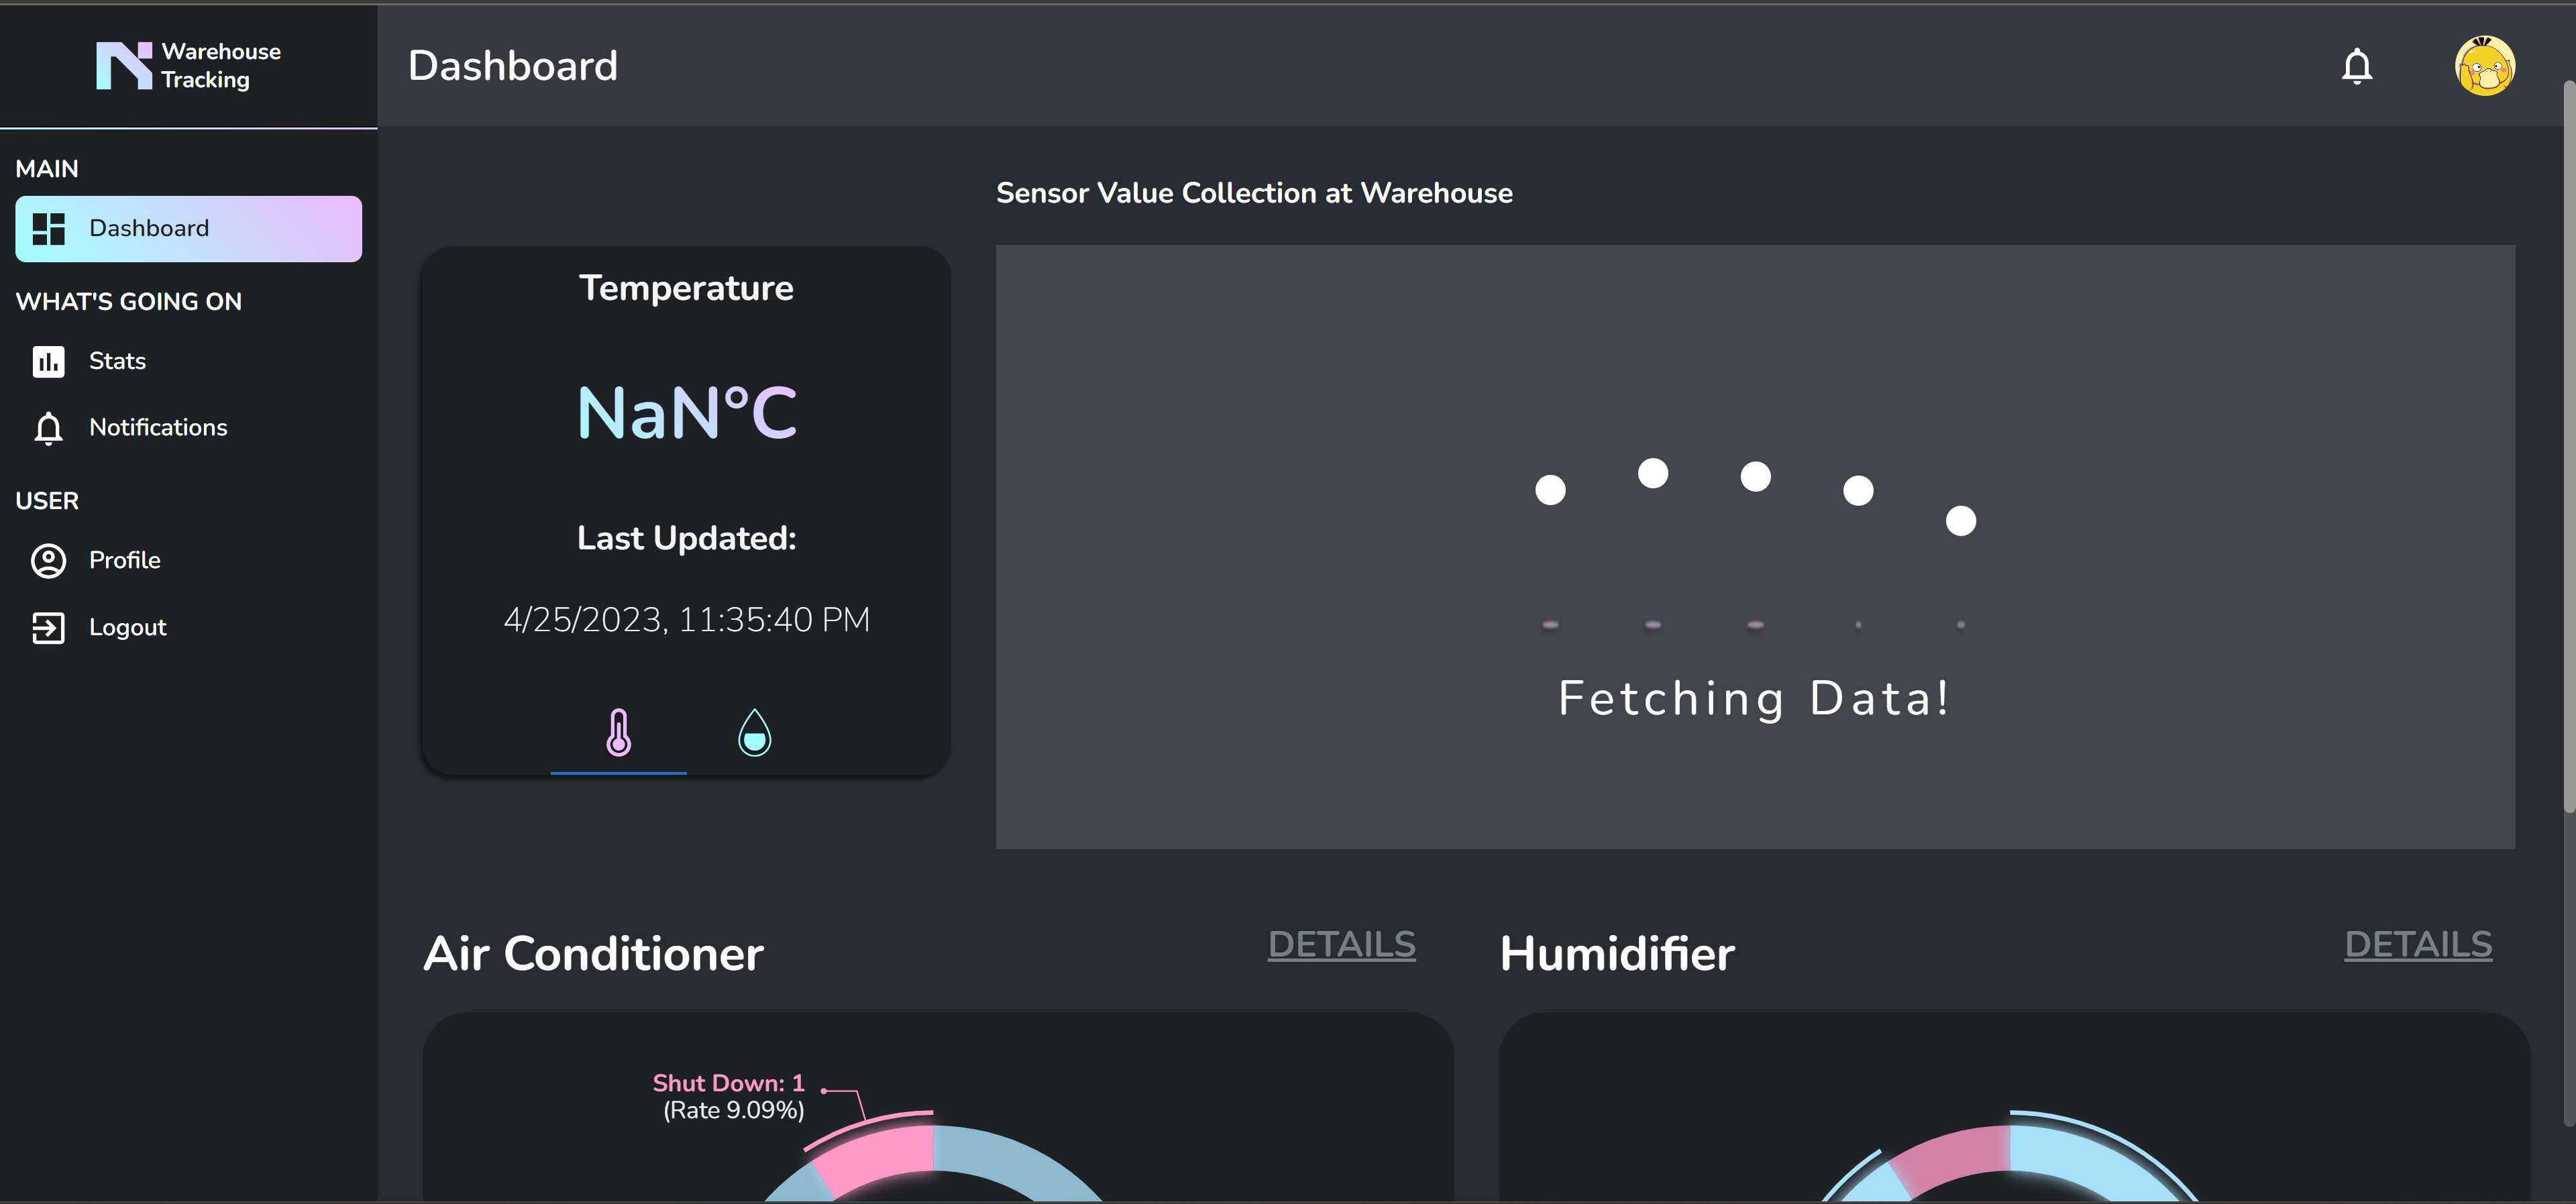 Warehouse
Tracking
Dashboard
MAIN
Dashboard
WHAT'S GOING ON
Stats
Notifications
USER
Profile
Logout
Sensor Value Collection at Warehouse
Temperature
NaN°C
Last Updated:
4/25/2023, 11:35:40 PM
Fetching Data!
Air Conditioner
DETAILS
Humidifier
DETAILS
Shut Down: 1
(Rate 9.09%)